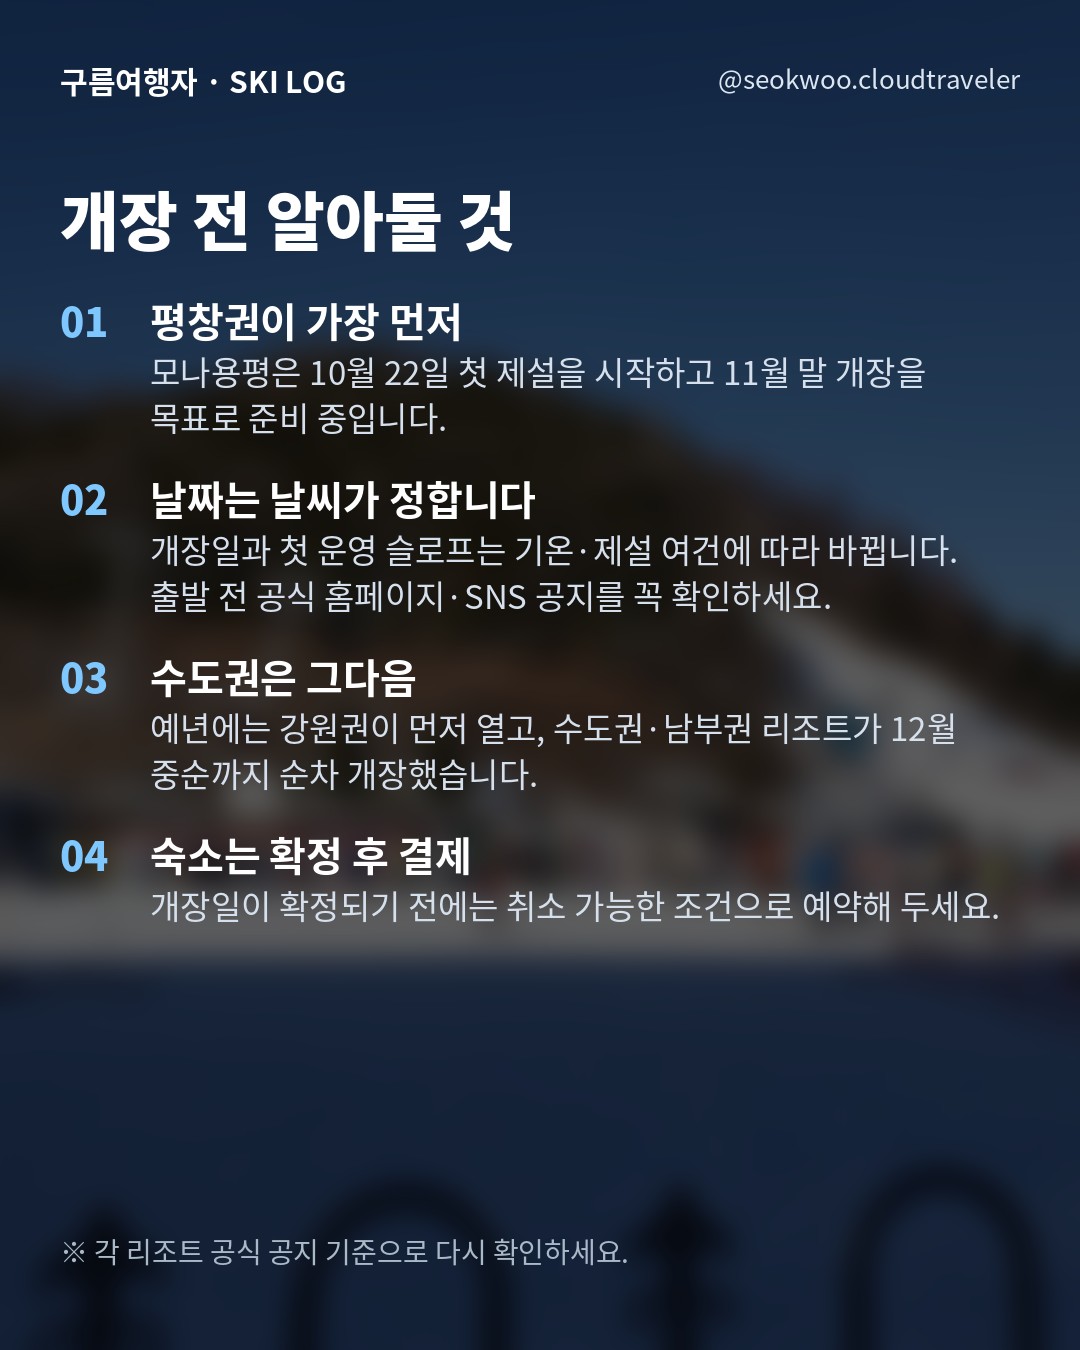 구름여행자 · SKI LOG
@seokwoo.cloudtraveler
개장 전 알아둘 것
01 평창권이 가장 먼저
모나용평은 10월 22일 첫 제설을 시작하고 11월 말 개장을
목표로 준비 중입니다.
02 날짜는 날씨가 정합니다
개장일과 첫 운영 슬로프는 기온·제설 여건에 따라 바뀝니다.
출발 전 공식 홈페이지·SNS 공지를 꼭 확인하세요.
03 수도권은 그다음
예년에는 강원권이 먼저 열고, 수도권·남부권 리조트가 12월
중순까지 순차 개장했습니다.
04 숙소는 확정 후 결제
개장일이 확정되기 전에는 취소 가능한 조건으로 예약해 두세요.
※ 각 리조트 공식 공지 기준으로 다시 확인하세요.